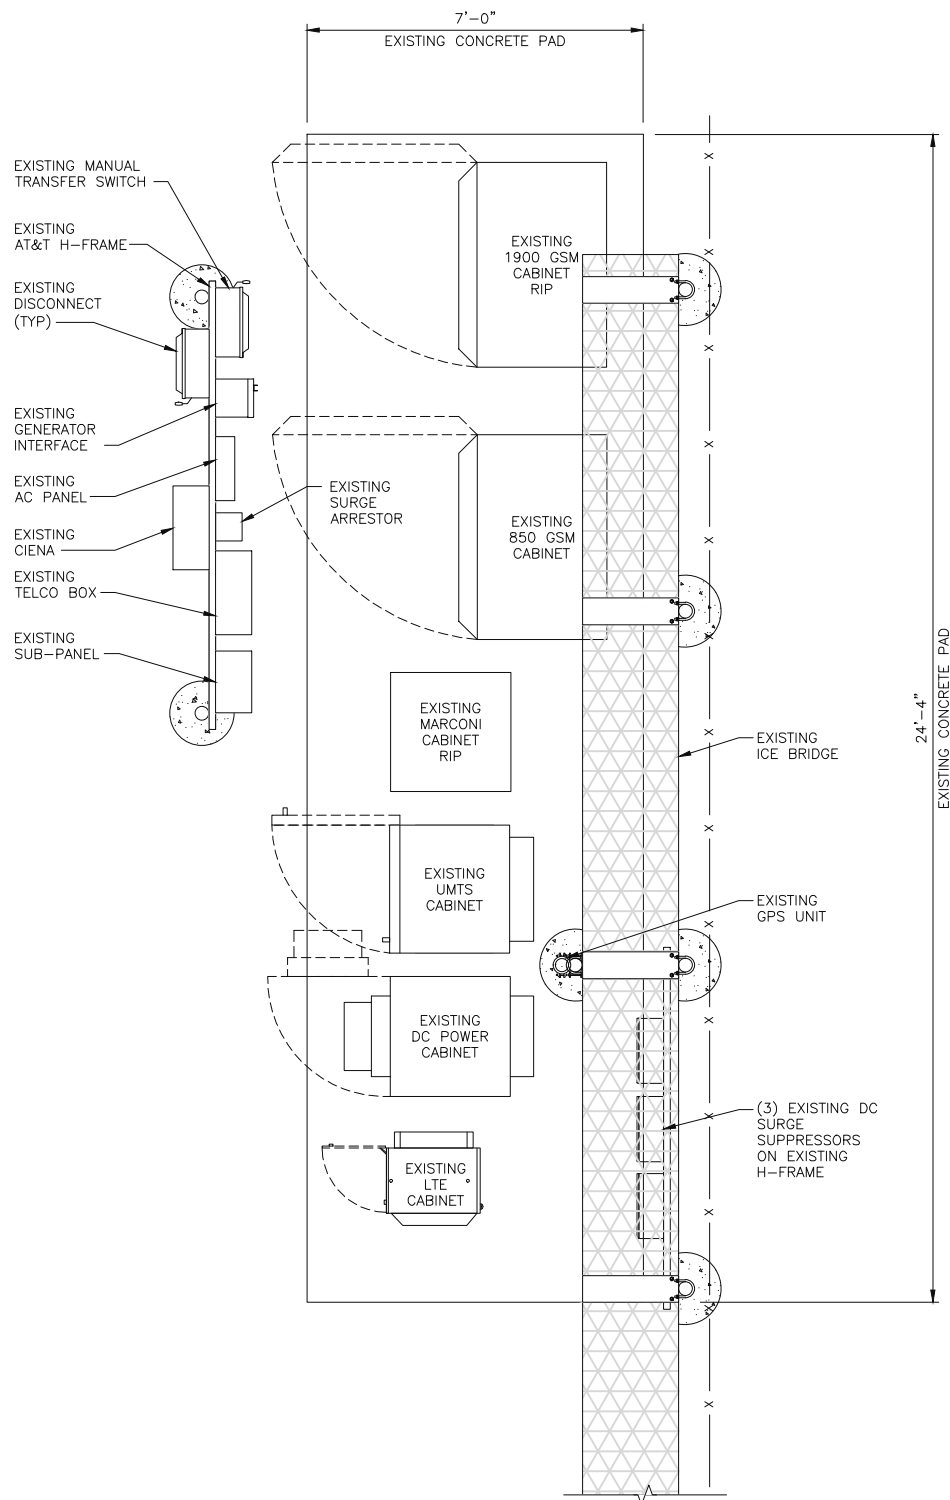 7'-0"
EXISTING CONCRETE PAD
EXISTING MANUAL
TRANSFER SWITCH
EXISTING
AT&T H-FRAME
EXISTING
DISCONNECT
(TYP)
EXISTING
GENERATOR
INTERFACE
EXISTING
AC PANEL
EXISTING
CIENA
EXISTING
TELCO BOX
EXISTING
SUB-PANEL
EXISTING
SURGE
ARRESTOR
EXISTING
1900 GSM
CABINET
RIP
EXISTING
850 GSM
CABINET
EXISTING
MARCONI
CABINET
RIP
EXISTING
UMTS
CABINET
EXISTING
DC POWER
CABINET
EXISTING
LTE
CABINET
EXISTING
ICE BRIDGE
EXISTING
GPS UNIT
(3) EXISTING DC
SURGE
SUPPRESSORS
ON EXISTING
H-FRAME
24'-4"
EXISTING CONCRETE PAD
X
X
X
X
X
X
X
X
X
X
X
X
X
X